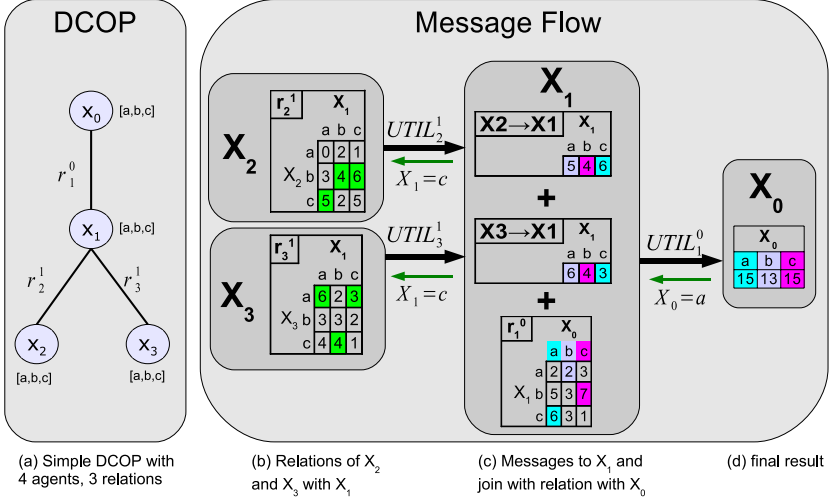 DCOP
x₀ [a,b,c]
r₁⁰
x₁ [a,b,c]
r₂¹ r₃¹
x₂ x₃
[a,b,c] [a,b,c]
(a) Simple DCOP with
4 agents, 3 relations
Message Flow
X₂
r₂¹ X₁
a b c
a 0 2 1
X₂ b 3 4 6
c 5 2 5
X₃
r₃¹ X₁
a b c
a 6 2 3
X₃ b 3 3 2
c 4 4 1
(b) Relations of X₂
and X₃ with X₁
UTIL₂¹
X₁=c
UTIL₃¹
X₁=c
X₁
X2→X1 X₁
a b c
5 4 6
+
X3→X1 X₁
a b c
6 4 3
+
r₁⁰ X₀
a b c
a 2 2 3
X₁ b 5 3 7
c 6 3 1
(c) Messages to X₁ and
join with relation with X₀
UTIL₁⁰
X₀=a
X₀
X₀
a b c
15 13 15
(d) final result